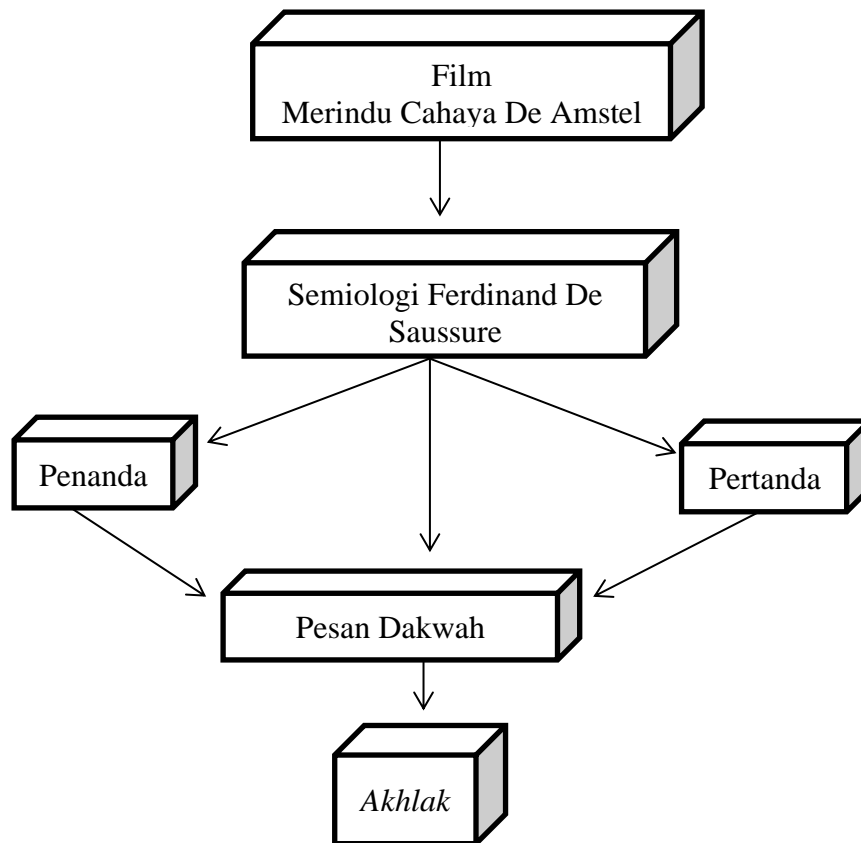 Film
Merindu Cahaya De Amstel
Semiologi Ferdinand De
Saussure
Penanda
Pertanda
Pesan Dakwah
Akhlak